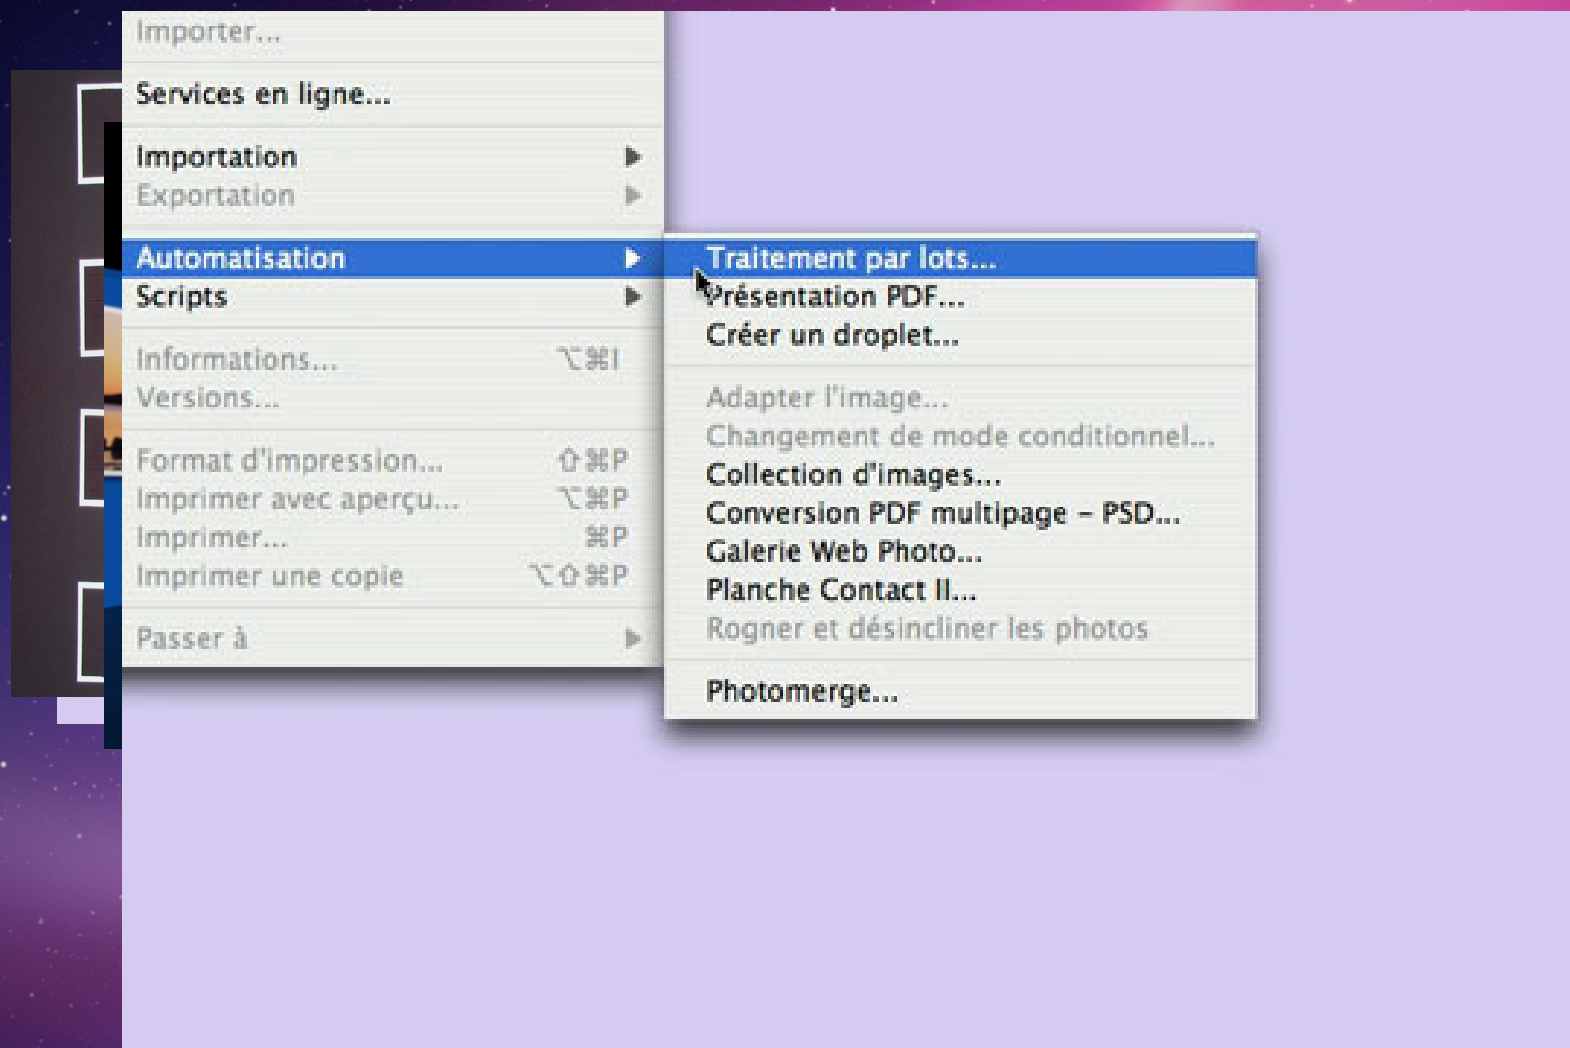 Importer...
Services en ligne...
Importation
Exportation
Automatisation
Scripts
Informations... ⌥⌘I
Versions...
Format d'impression... ⇧⌘P
Imprimer avec aperçu... ⌥⌘P
Imprimer... ⌘P
Imprimer une copie ⌥⇧⌘P
Passer à
Traitement par lots...
Présentation PDF...
Créer un droplet...
Adapter l'image...
Changement de mode conditionnel...
Collection d'images...
Conversion PDF multipage – PSD...
Galerie Web Photo...
Planche Contact II...
Rogner et désincliner les photos
Photomerge...